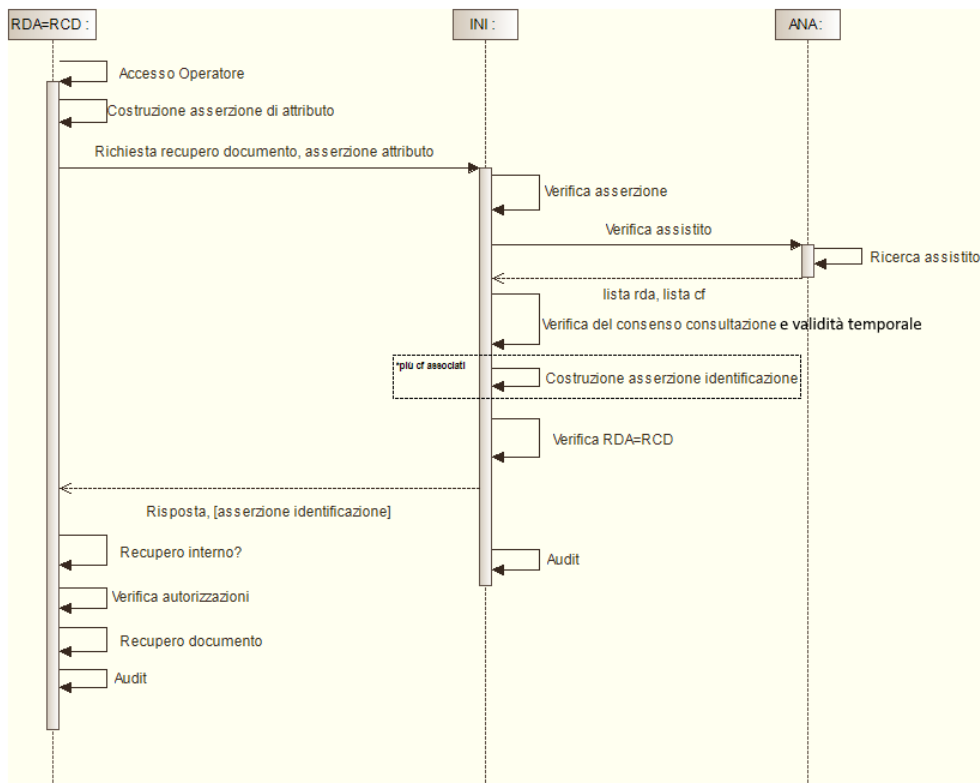 RDA=RCD :
INI :
ANA:
Accesso Operatore
Costruzione asserzione di attributo
Richiesta recupero documento, asserzione attributo
Verifica asserzione
Verifica assistito
Ricerca assistito
lista rda, lista cf
Verifica del consenso consultazione e validità temporale
*più cf associati
Costruzione asserzione identificazione
Verifica RDA=RCD
Risposta, [asserzione identificazione]
Recupero interno?
Audit
Verifica autorizzazioni
Recupero documento
Audit